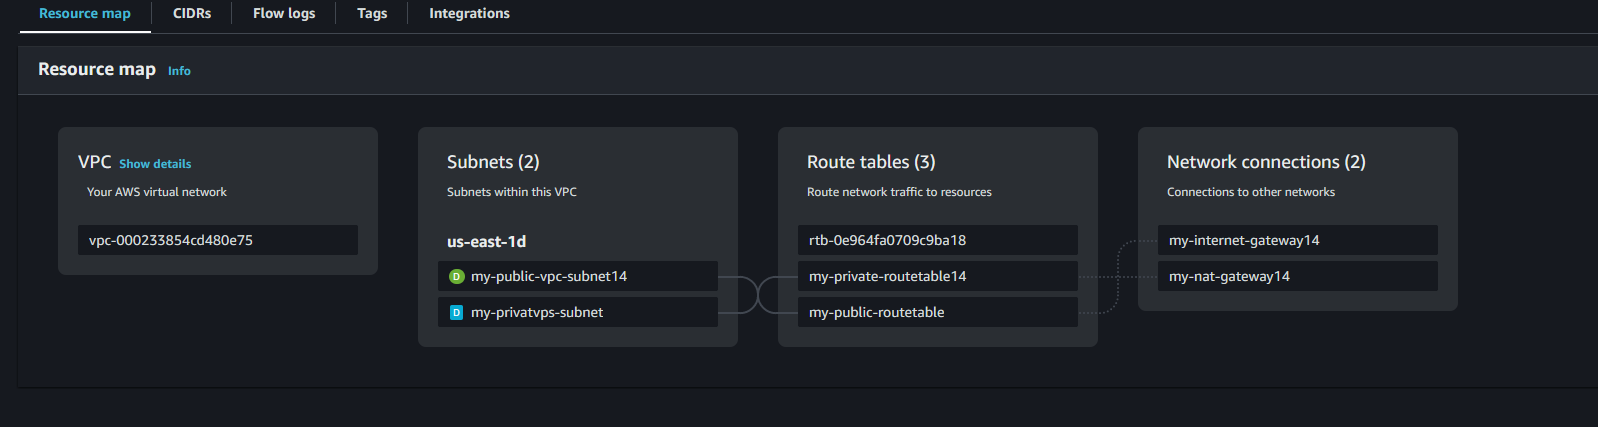 Resource map
CIDRs
Flow logs
Tags
Integrations
Resource map Info
VPC Show details
Your AWS virtual network
vpc-000233854cd480e75
Subnets (2)
Subnets within this VPC
us-east-1d
D my-public-vpc-subnet14
D my-privatvps-subnet
Route tables (3)
Route network traffic to resources
rtb-0e964fa0709c9ba18
my-private-routetable14
my-public-routetable
Network connections (2)
Connections to other networks
my-internet-gateway14
my-nat-gateway14